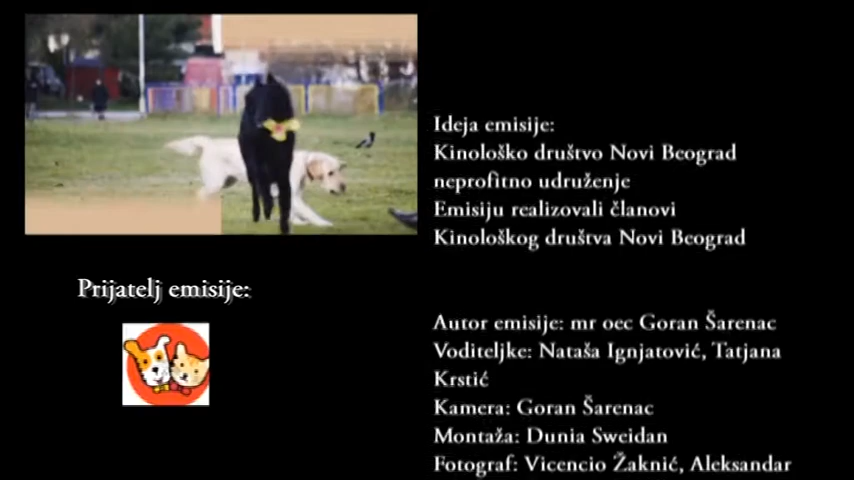 Ideja emisije:
Kinološko društvo Novi Beograd
neprofitno udruženje
Emisiju realizovali članovi
Kinološkog društva Novi Beograd
Prijatelj emisije:
Autor emisije: mr oec Goran Šarenac
Voditeljke: Nataša Ignjatović, Tatjana
Krstić
Kamera: Goran Šarenac
Montaža: Dunia Sweidan
Fotograf: Vicencio Žaknić, Aleksandar